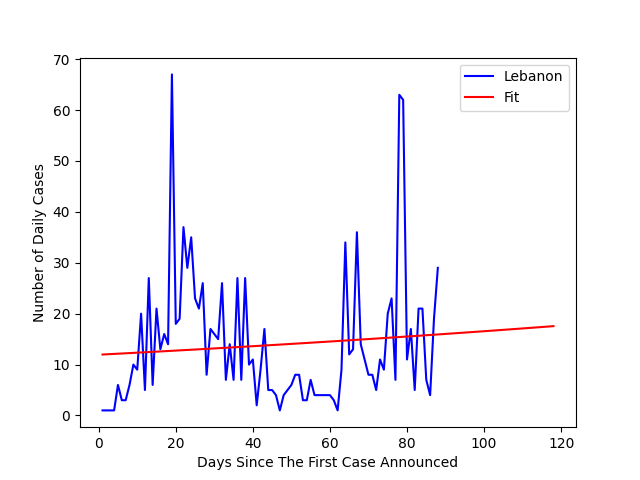 Lebanon
Fit
Number of Daily Cases
70
60
50
40
30
20
10
0
0 20 40 60 80 100 120
Days Since The First Case Announced